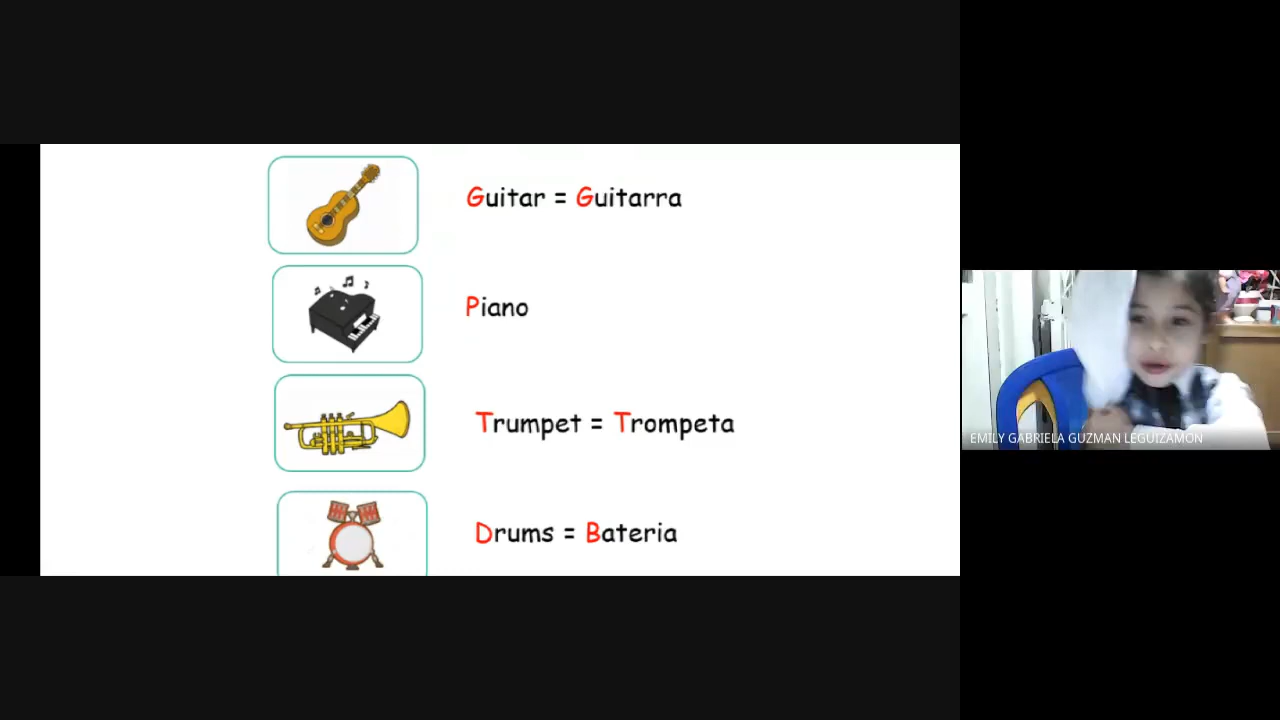 Guitar = Guitarra
Piano
Trumpet = Trompeta
Drums = Bateria
EMILY GABRIELA GUZMAN LEGUIZAMON